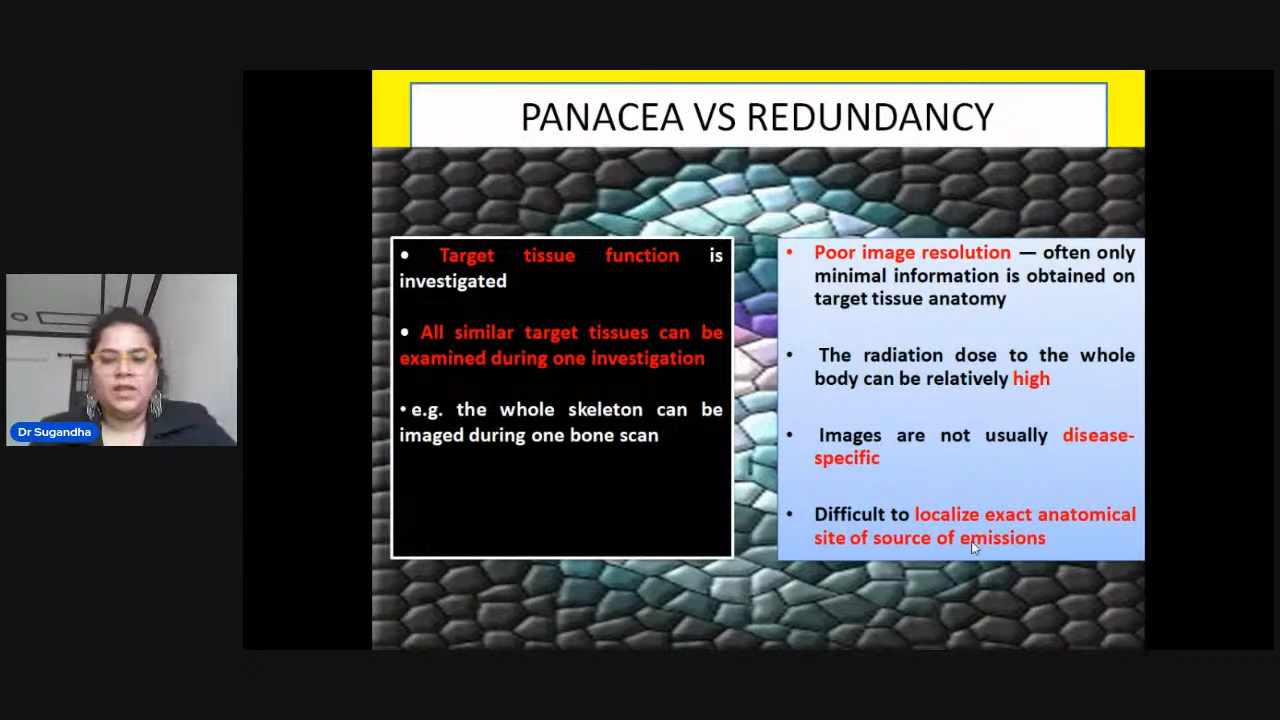 PANACEA VS REDUNDANCY
• Target tissue function is
investigated
• All similar target tissues can be
examined during one investigation
• e.g. the whole skeleton can be
imaged during one bone scan
• Poor image resolution — often only
minimal information is obtained on
target tissue anatomy
• The radiation dose to the whole
body can be relatively high
• Images are not usually disease-
specific
• Difficult to localize exact anatomical
site of source of emissions
Dr Sugandha